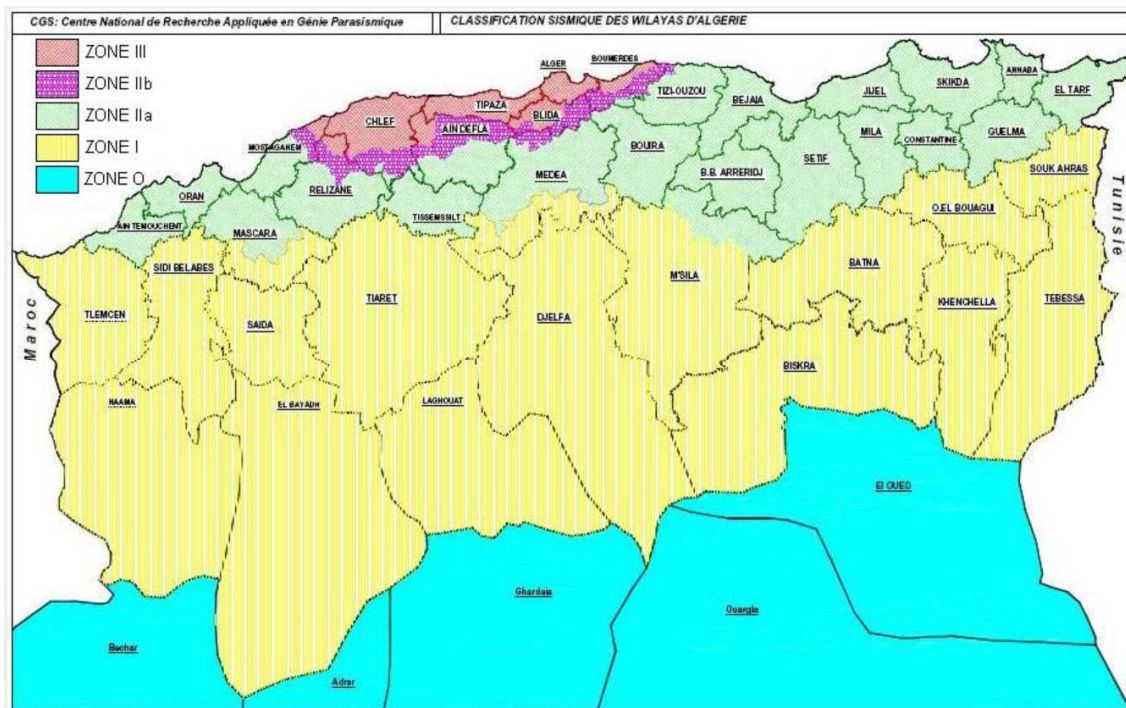 CGS: Centre National de Recherche Appliquée en Génie Parasismique
CLASSIFICATION SISMIQUE DES WILAYAS D'ALGERIE
ZONE III
ZONE IIb
ZONE IIa
ZONE I
ZONE O
ALGER
BOUMERDES
TIPAZA
BLIDA
CHLEF
AIN DEFLA
TIZI-OUZOU
BEJAIA
JIJEL
SKIKDA
ANNABA
EL TARF
MOSTAGANEM
BOUIRA
MILA
CONSTANTINE
GUELMA
SETIF
B.B. ARRERIDJ
MEDEA
SOUK AHRAS
ORAN
RELIZANE
O.EL BOUAGUI
AIN TEMOUCHENT
MASCARA
TISSEMSSILT
SIDI BELABES
TLEMCEN
SAIDA
TIARET
DJELFA
M'SILA
BATNA
KHENCHELLA
TEBESSA
BISKRA
NAAMA
EL BAYADH
LAGHOUAT
El OUED
Ghardaia
Ouargla
Bechar
Adrar
Maroc
Tunisie